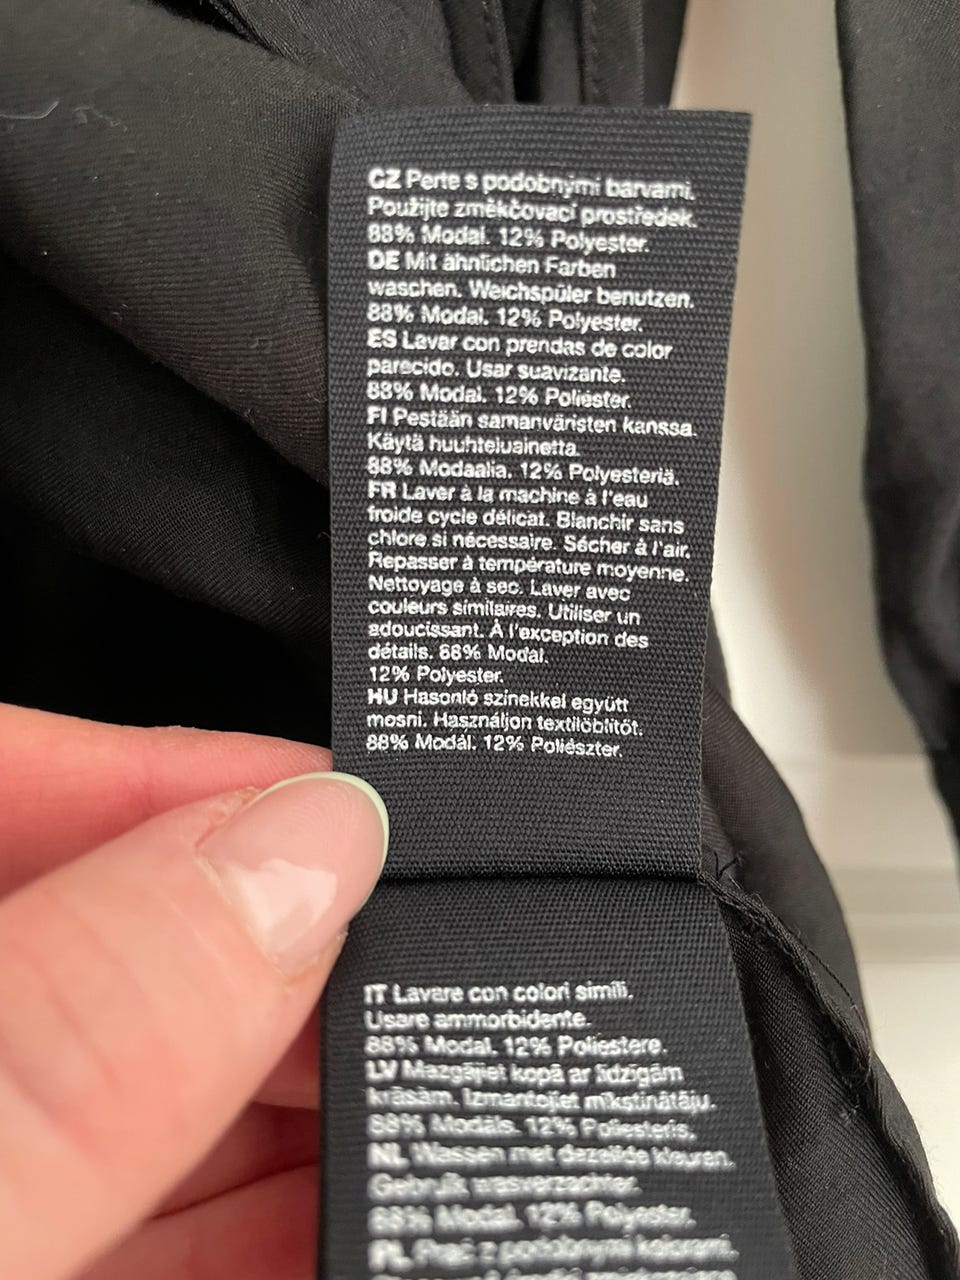 CZ Perte s podobnými barvami.
Použijte změkčovací prostředek.
88% Modal. 12% Polyester.
DE Mit ähnlichen Farben
waschen. Weichspüler benutzen.
88% Modal. 12% Polyester.
ES Lavar con prendas de color
parecido. Usar suavizante.
88% Modal. 12% Poliéster.
FI Pestään samanväristen kanssa.
Käytä huuhteluainetta.
88% Modaalia. 12% Polyesteriä.
FR Laver à la machine à l'eau
froide cycle délicat. Blanchir sans
chlore si nécessaire. Sécher à l'air.
Repasser à température moyenne.
Nettoyage à sec. Laver avec
couleurs similaires. Utiliser un
adoucissant. À l'exception des
détails. 88% Modal.
12% Polyester.
HU Hasonló színekkel együtt
mosni. Használjon textilöblítőt.
88% Modál. 12% Poliészter.
IT Lavare con colori simili.
Usare ammorbidente.
88% Modal. 12% Poliestere.
LV Mazgājiet kopā ar līdzīgām
krāsām. Izmantojiet mīkstinātāju.
88% Modāls. 12% Poliesteris.
NL Wassen met dezelfde kleuren.
Gebruik wasverzachter.
88% Modal. 12% Polyester.
PL Prać z podobnymi kolorami.